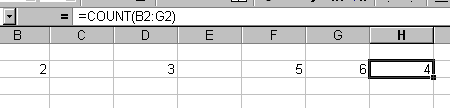 = =COUNT(B2:G2)
B C D E F G H
2 3 5 6 4